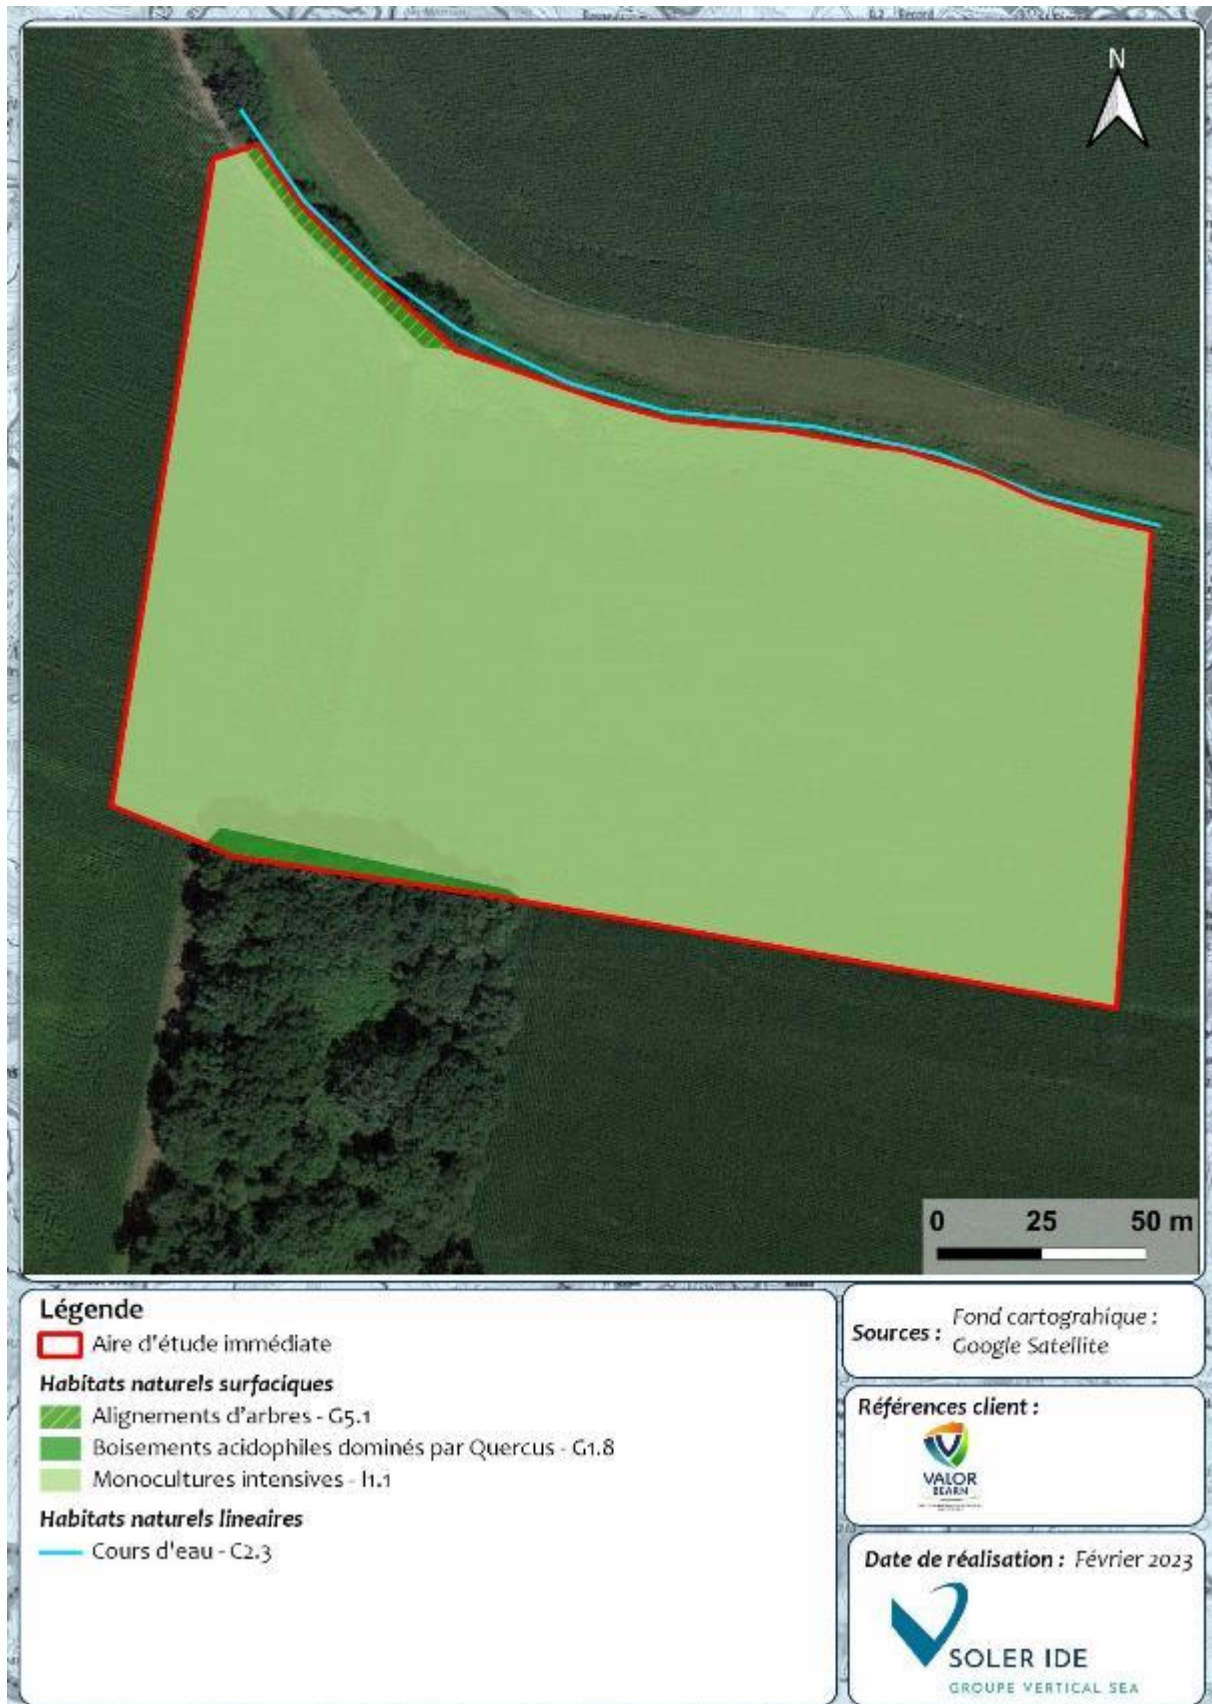 N
0 25 50 m
Légende
Aire d'étude immédiate
Habitats naturels surfaciques
Alignements d'arbres - G5.1
Boisements acidophiles dominés par Quercus - G1.8
Monocultures intensives - I1.1
Habitats naturels lineaires
Cours d'eau - C2.3
Sources : Fond cartograhique :
Google Satellite
Références client :
VALOR
BEARN
Date de réalisation : Février 2023
SOLER IDE
GROUPE VERTICAL SEA